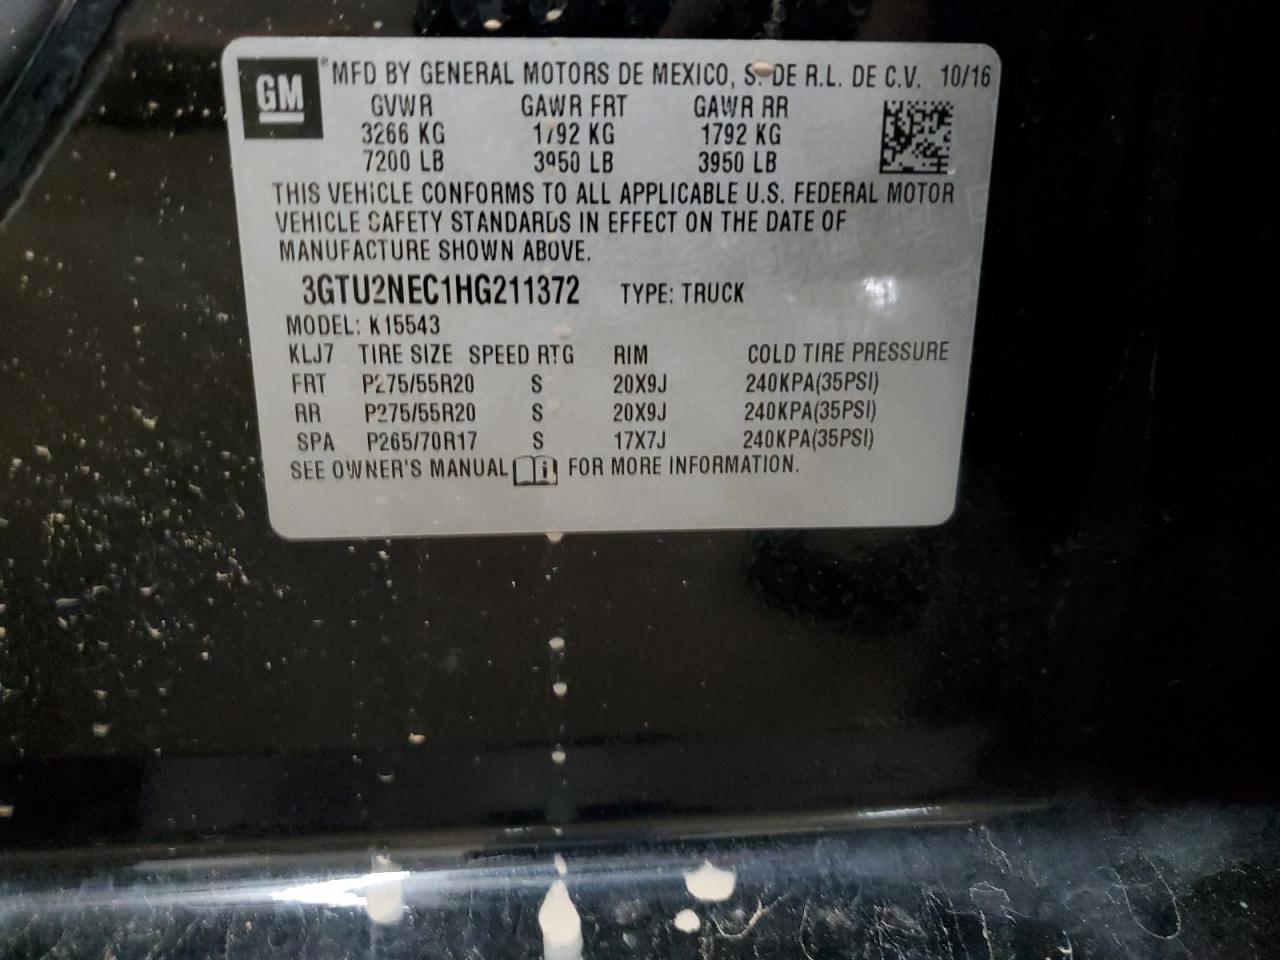 GM
MFD BY GENERAL MOTORS DE MEXICO, S. DE R.L. DE C.V. 10/16
GVWR GAWR FRT GAWR RR
3266 KG 1792 KG 1792 KG
7200 LB 3950 LB 3950 LB
THIS VEHICLE CONFORMS TO ALL APPLICABLE U.S. FEDERAL MOTOR
VEHICLE SAFETY STANDARDS IN EFFECT ON THE DATE OF
MANUFACTURE SHOWN ABOVE.
3GTU2NEC1HG211372 TYPE: TRUCK
MODEL: K15543
KLJ7 TIRE SIZE SPEED RTG RIM COLD TIRE PRESSURE
FRT P275/55R20 S 20X9J 240KPA(35PSI)
RR P275/55R20 S 20X9J 240KPA(35PSI)
SPA P265/70R17 S 17X7J 240KPA(35PSI)
SEE OWNER'S MANUAL FOR MORE INFORMATION.